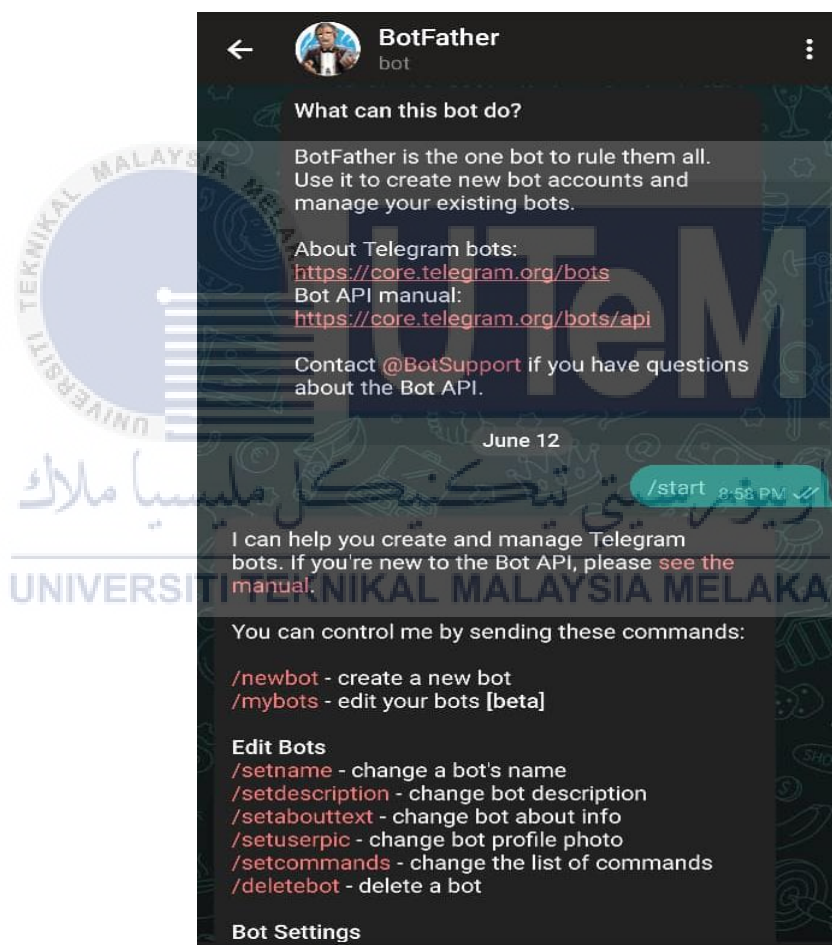 BotFather
bot
What can this bot do?
BotFather is the one bot to rule them all.
Use it to create new bot accounts and
manage your existing bots.
About Telegram bots:
https://core.telegram.org/bots
Bot API manual:
https://core.telegram.org/bots/api
Contact @BotSupport if you have questions
about the Bot API.
June 12
/start 8:58 PM
I can help you create and manage Telegram
bots. If you're new to the Bot API, please see the
manual.
You can control me by sending these commands:
/newbot - create a new bot
/mybots - edit your bots [beta]
Edit Bots
/setname - change a bot's name
/setdescription - change bot description
/setabouttext - change bot about info
/setuserpic - change bot profile photo
/setcommands - change the list of commands
/deletebot - delete a bot
Bot Settings
UNIVERSITI TEKNIKAL MALAYSIA MELAKA
UTeM
اونيۏرسيتي تيكنيكل مليسيا ملاك
UNIVERSITI TEKNIKAL MALAYSIA MELAKA